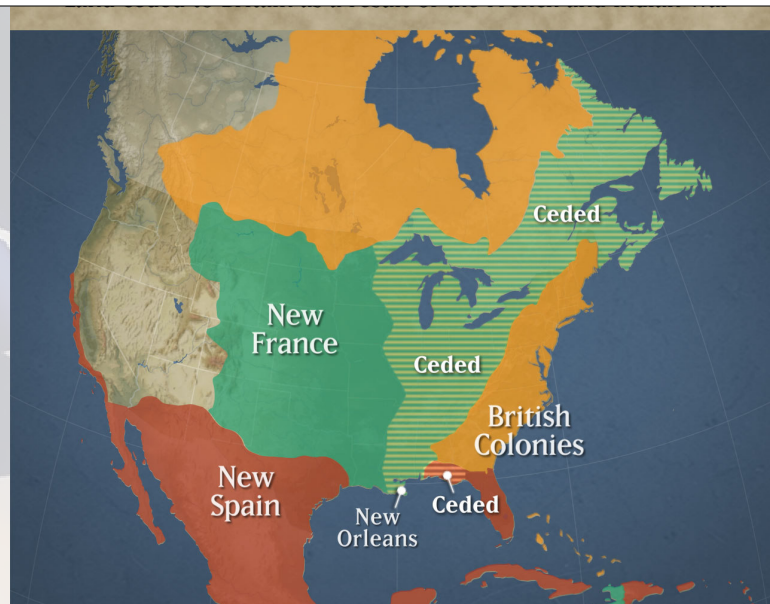 Ceded
New
France
Ceded
British
Colonies
New
Spain
Ceded
New
Orleans